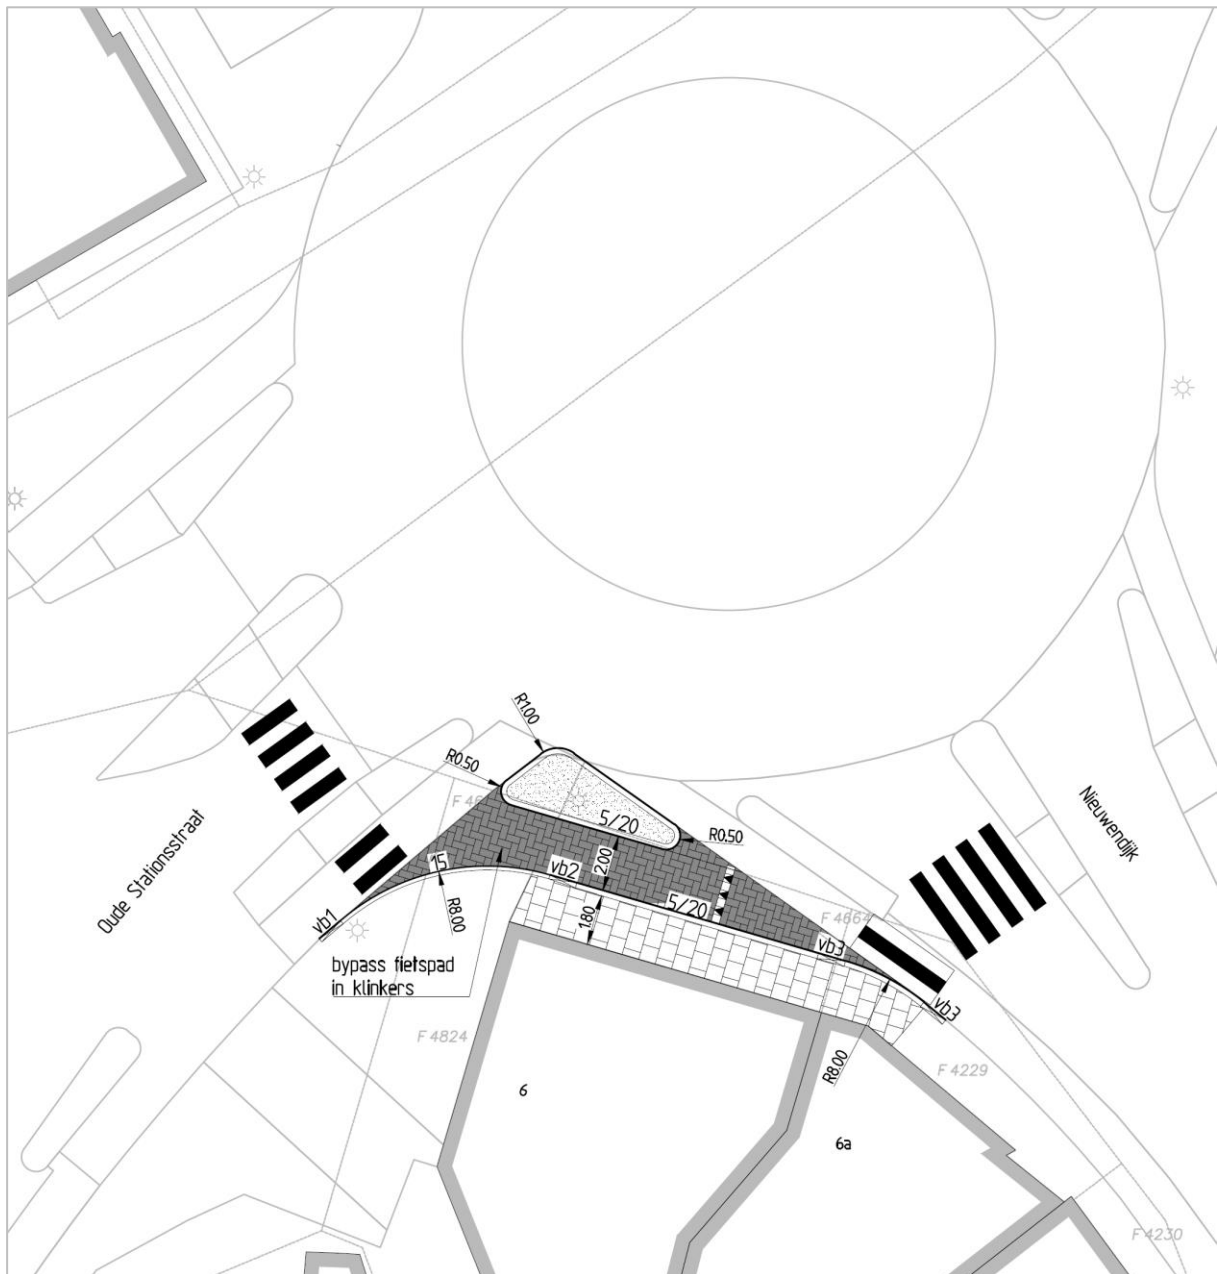 R1.00
R0.50
5/20
R0.50
2.00
15
vb2
5/20
180
R8.00
vb1
vb3
vb3
F 4664
bypass fietspad
in klinkers
Oude Stationsstraat
Nieuwendijk
R8.00
F 4824
F 4229
6
6a
F 4230